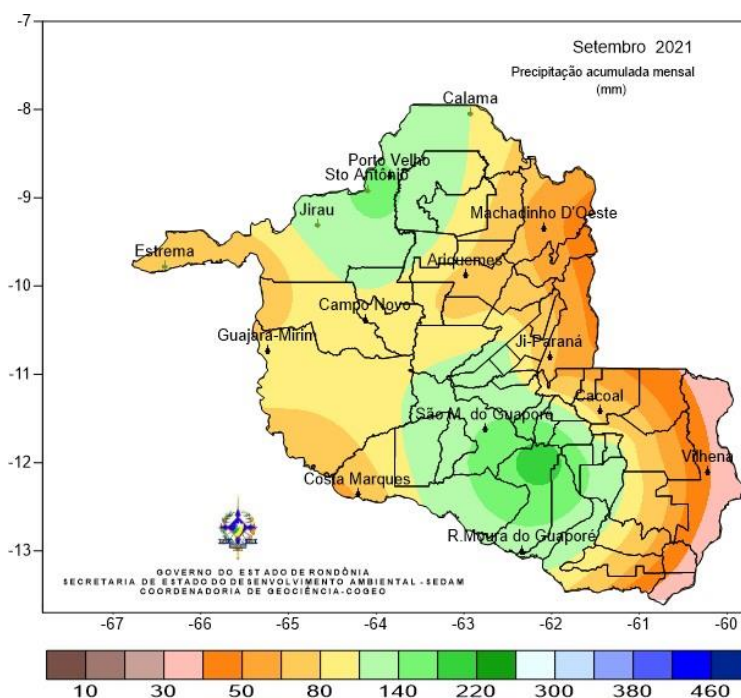 -7
Setembro 2021
Precipitação acumulada mensal
(mm)
-8
Calama
Porto Velho
Sto Antônio
-9
Jirau
Machadinho D'Oeste
Estrema
Ariquemes
-10
Campo Novo
Guajara-Mirin
Ji-Paraná
-11
Cacoal
São M. do Guaporé
-12
Vilhena
Costa Marques
R.Moura do Guaporé
-13
GOVERNO DO ESTADO DE RONDÔNIA
SECRETARIA DE ESTADO DO DESENVOLVIMENTO AMBIENTAL -SEDAM
COORDENADORIA DE GEOCIÊNCIA-COGEO
-67 -66 -65 -64 -63 -62 -61 -60
10 30 50 80 140 220 300 380 460